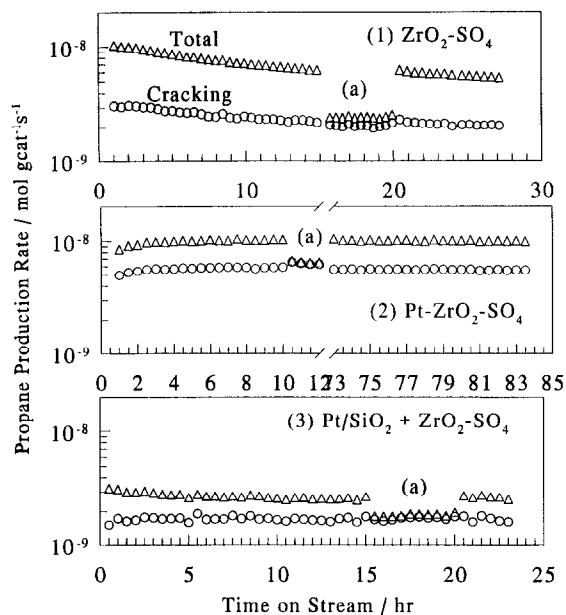 Propane Production Rate / mol gcat⁻¹s⁻¹
10⁻⁸
Total
(1) ZrO₂-SO₄
Cracking
(a)
10⁻⁹
0 10 20 30
10⁻⁸
(a)
(2) Pt-ZrO₂-SO₄
10⁻⁹
0 2 4 6 8 10 12 73 75 77 79 81 83 85
(3) Pt/SiO₂ + ZrO₂-SO₄
10⁻⁸
(a)
10⁻⁹
0 5 10 15 20 25
Time on Stream / hr